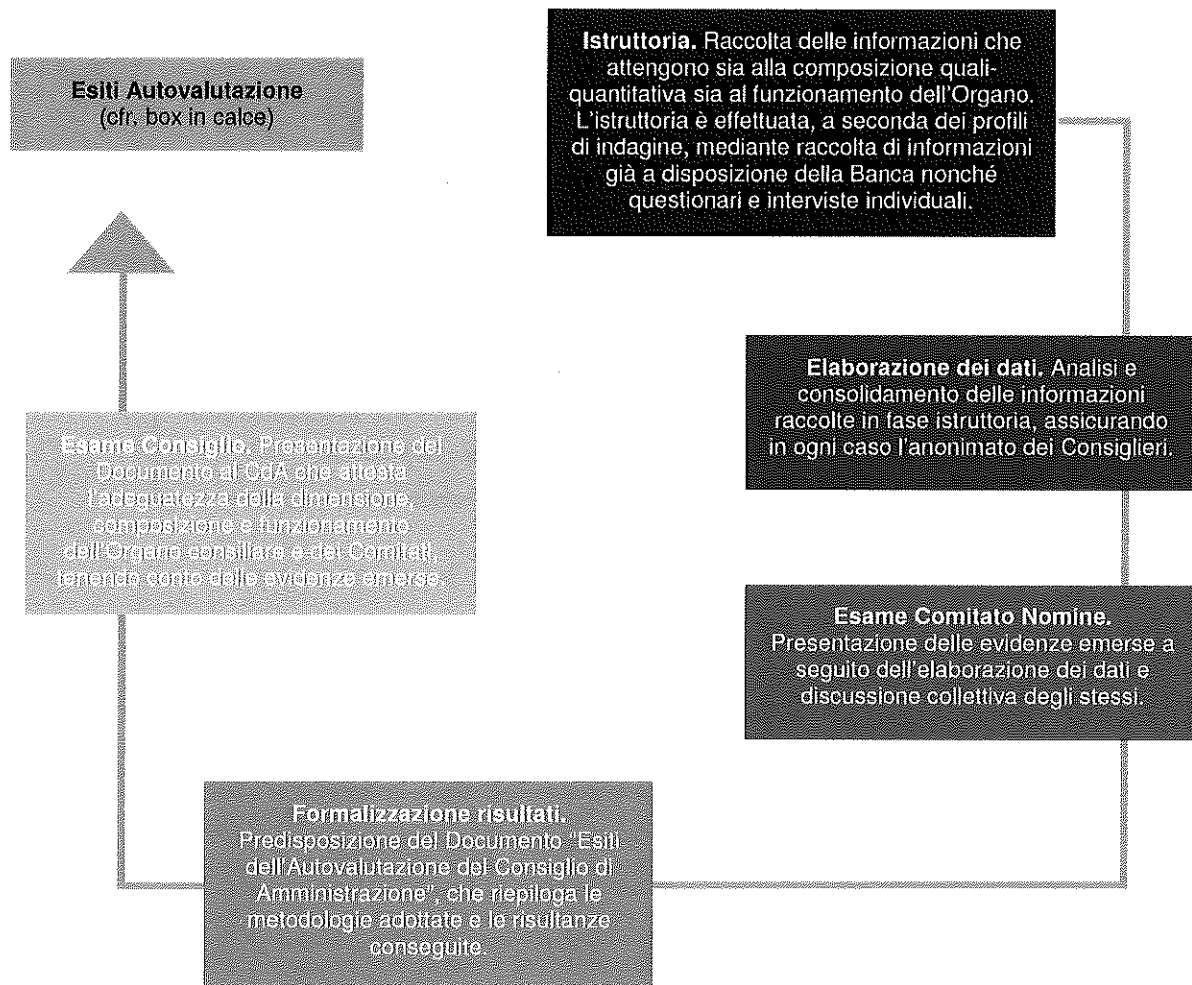 Esiti Autovalutazione
(cfr. box in calce)
Istruttoria. Raccolta delle informazioni che
attengono sia alla composizione quali-
quantitativa sia al funzionamento dell'Organo.
L'istruttoria è effettuata, a seconda dei profili
di indagine, mediante raccolta di informazioni
già a disposizione della Banca nonché
questionari e interviste individuali.
Elaborazione dei dati. Analisi e
consolidamento delle informazioni
raccolte in fase istruttoria, assicurando
in ogni caso l'anonimato dei Consiglieri.
Esame Consiglio. Presentazione del
Documento al CdA che attesta
l'adeguatezza della dimensione,
composizione e funzionamento
dell'Organo consiliare e dei Comitati,
tenendo conto delle evidenze emerse.
Esame Comitato Nomine.
Presentazione delle evidenze emerse a
seguito dell'elaborazione dei dati e
discussione collettiva degli stessi.
Formalizzazione risultati.
Predisposizione del Documento "Esiti
dell'Autovalutazione del Consiglio di
Amministrazione", che riepiloga le
metodologie adottate e le risultanze
conseguite.